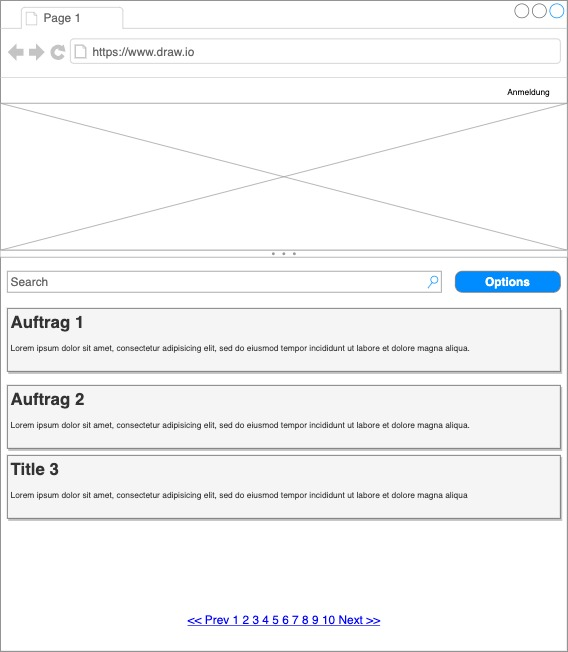 Page 1
https://www.draw.io
Anmeldung
Search
Options
Auftrag 1
Lorem ipsum dolor sit amet, consectetur adipisicing elit, sed do eiusmod tempor incididunt ut labore et dolore magna aliqua.
Auftrag 2
Lorem ipsum dolor sit amet, consectetur adipisicing elit, sed do eiusmod tempor incididunt ut labore et dolore magna aliqua.
Title 3
Lorem ipsum dolor sit amet, consectetur adipisicing elit, sed do eiusmod tempor incididunt ut labore et dolore magna aliqua
<< Prev 1 2 3 4 5 6 7 8 9 10 Next >>